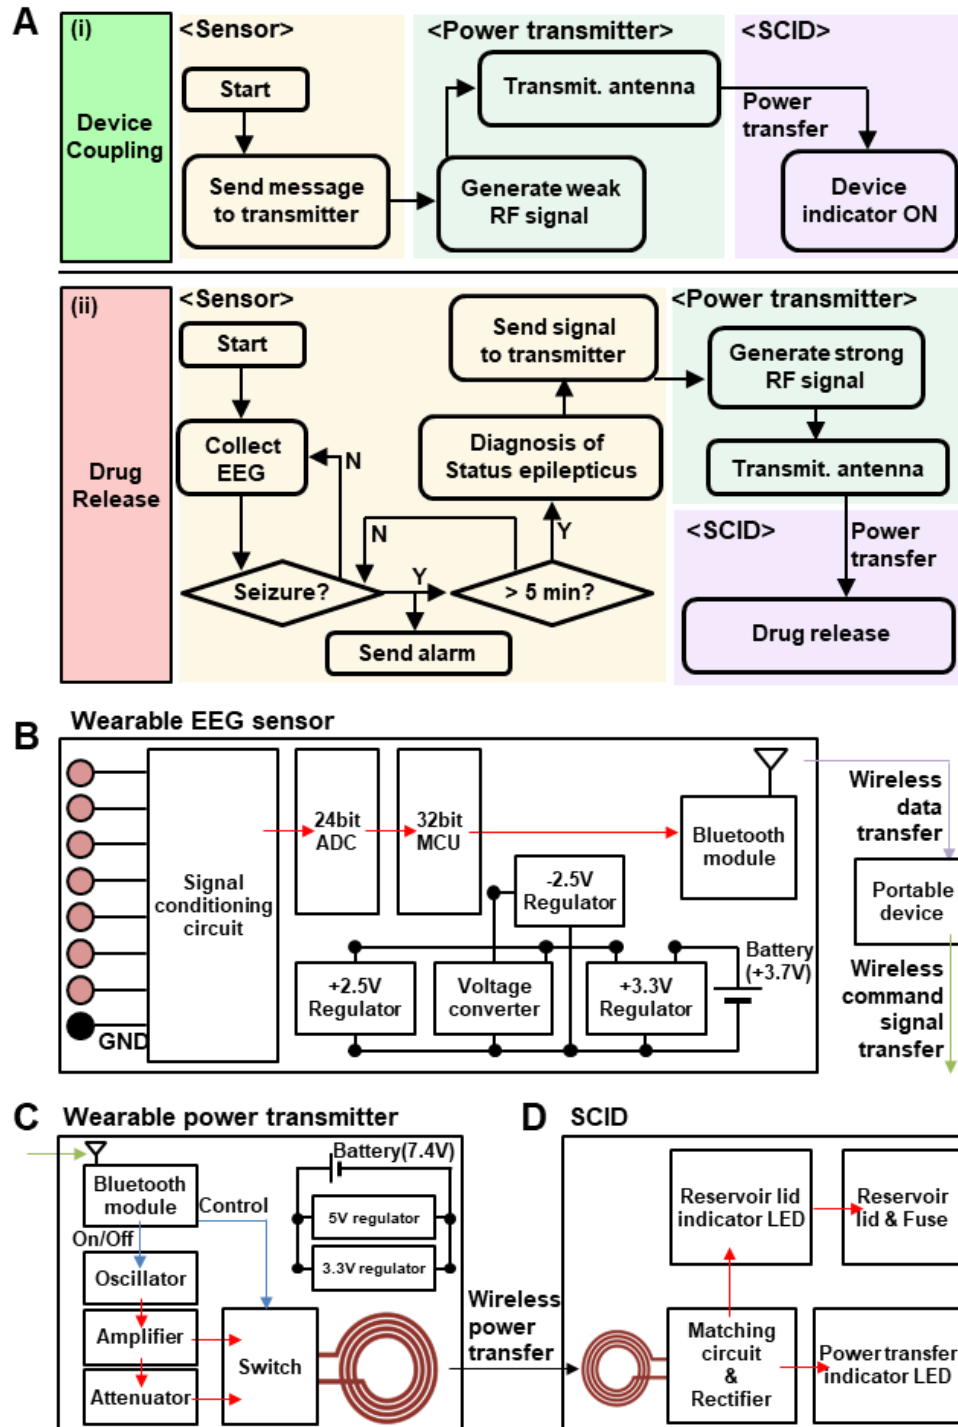 A
(i)
Device
Coupling
<Sensor>
Start
Send message
to transmitter
<Power transmitter>
Transmit. antenna
Generate weak
RF signal
<SCID>
Power
transfer
Device
indicator ON
(ii)
Drug
Release
<Sensor>
Start
Collect
EEG
N
Seizure?
Y
N
Send alarm
> 5 min?
Y
Diagnosis of
Status epilepticus
Send signal
to transmitter
<Power transmitter>
Generate strong
RF signal
Transmit. antenna
<SCID>
Power
transfer
Drug release
B
Wearable EEG sensor
GND
Signal
conditioning
circuit
24bit
ADC
32bit
MCU
Bluetooth
module
-2.5V
Regulator
+2.5V
Regulator
Voltage
converter
+3.3V
Regulator
Battery
(+3.7V)
Wireless
data
transfer
Portable
device
Wireless
command
signal
transfer
C
Wearable power transmitter
Bluetooth
module
Control
On/Off
Oscillator
Amplifier
Attenuator
Switch
Battery(7.4V)
5V regulator
3.3V regulator
Wireless
power
transfer
D
SCID
Reservoir lid
indicator LED
Reservoir
lid & Fuse
Matching
circuit
&
Rectifier
Power transfer
indicator LED